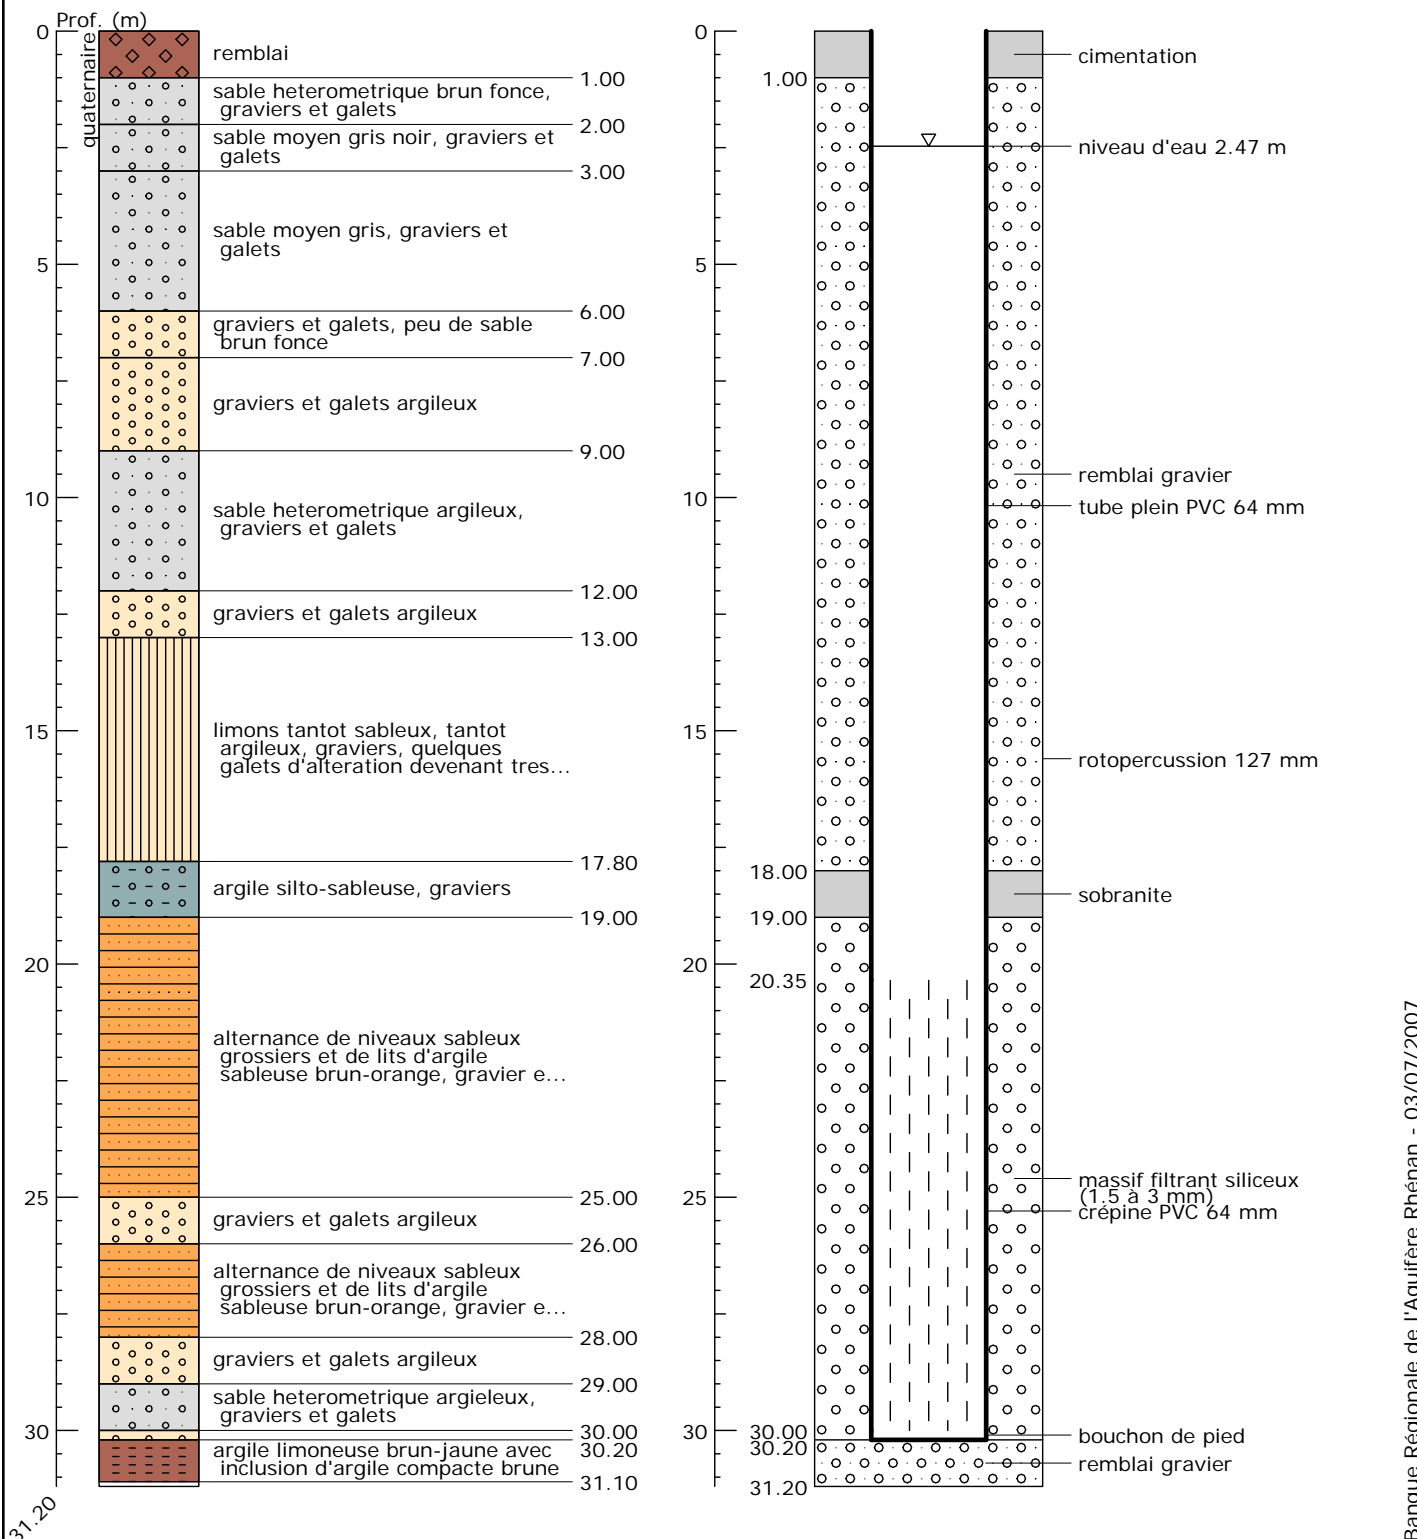 Prof. (m)
quaternaire
0
5
10
15
20
25
30
31.20
remblai
1.00
sable heterometrique brun fonce,
graviers et galets
2.00
sable moyen gris noir, graviers et
galets
3.00
sable moyen gris, graviers et
galets
6.00
graviers et galets, peu de sable
brun fonce
7.00
graviers et galets argileux
9.00
sable heterometrique argileux,
graviers et galets
12.00
graviers et galets argileux
13.00
limons tantot sableux, tantot
argileux, graviers, quelques
galets d'alteration devenant tres...
17.80
argile silto-sableuse, graviers
19.00
alternance de niveaux sableux
grossiers et de lits d'argile
sableuse brun-orange, gravier e...
25.00
graviers et galets argileux
26.00
alternance de niveaux sableux
grossiers et de lits d'argile
sableuse brun-orange, gravier e...
28.00
graviers et galets argileux
29.00
sable heterometrique argieleux,
graviers et galets
30.00
30.20
argile limoneuse brun-jaune avec
inclusion d'argile compacte brune
31.10
0
5
10
15
20
25
30
1.00
18.00
19.00
20.35
30.00
30.20
31.20
cimentation
niveau d'eau 2.47 m
remblai gravier
tube plein PVC 64 mm
rotopercussion 127 mm
sobranite
massif filtrant siliceux
(1.5 à 3 mm)
crépine PVC 64 mm
bouchon de pied
remblai gravier
Banque Régionale de l'Aquifère Rhénan - 03/07/2007